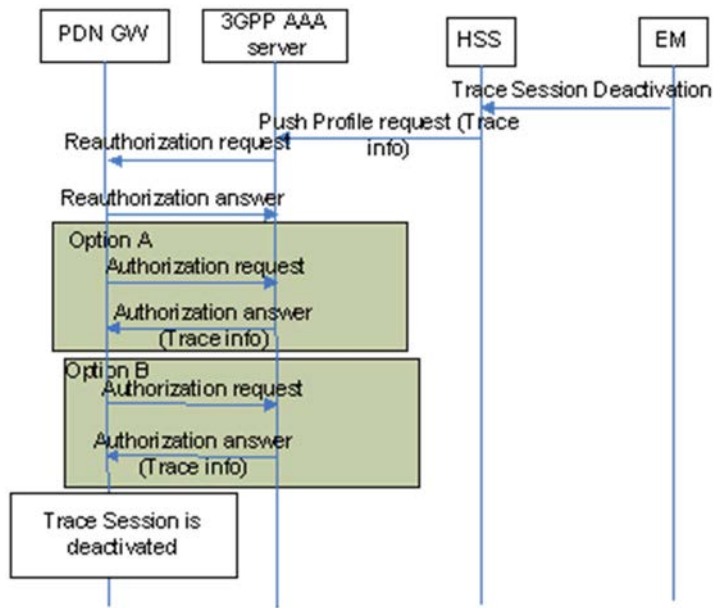 PDN GW
3GPP AAA
server
HSS
EM
Trace Session Deactivation
Push Profile request (Trace
info)
Reauthorization request
Reauthorization answer
Option A
Authorization request
Authorization answer
(Trace info)
Option B
Authorization request
Authorization answer
(Trace info)
Trace Session is
deactivated